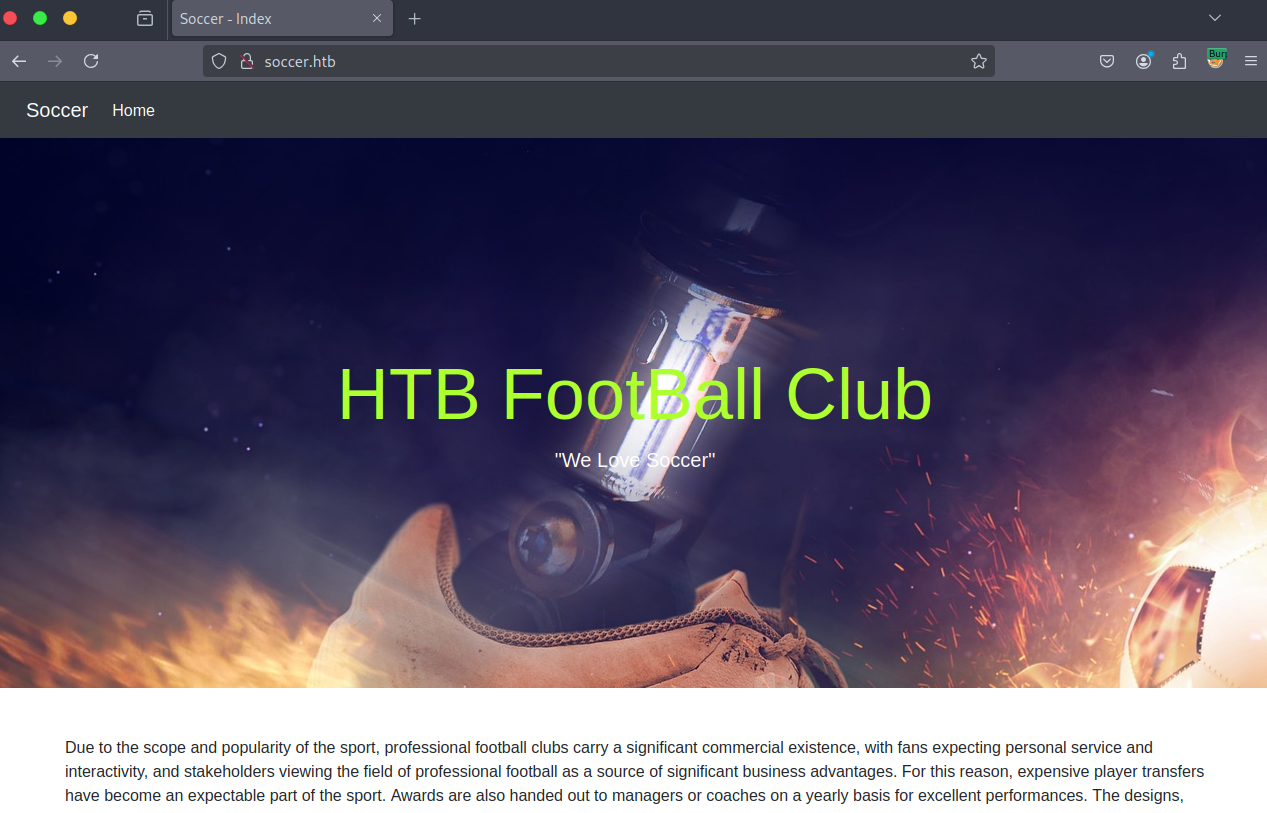 Soccer - Index
soccer.htb
Burp
Soccer Home
HTB FootBall Club
"We Love Soccer"
Due to the scope and popularity of the sport, professional football clubs carry a significant commercial existence, with fans expecting personal service and
interactivity, and stakeholders viewing the field of professional football as a source of significant business advantages. For this reason, expensive player transfers
have become an expectable part of the sport. Awards are also handed out to managers or coaches on a yearly basis for excellent performances. The designs,